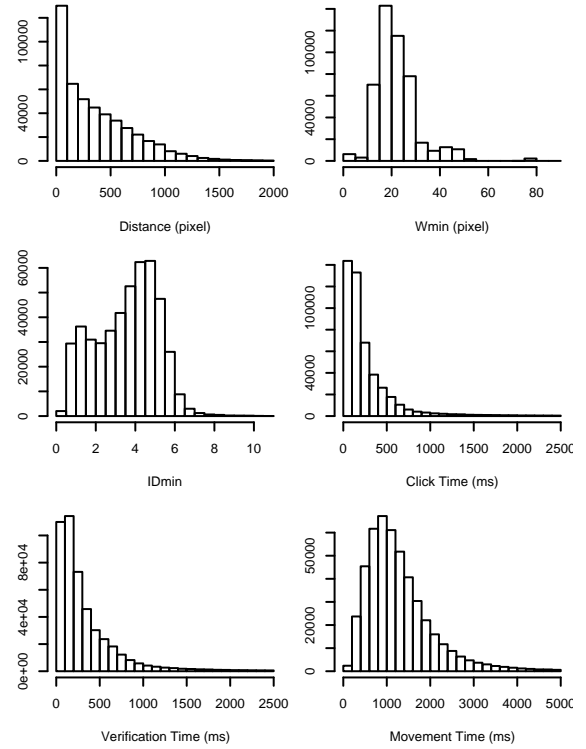 0 40000 100000
0 500 1000 1500 2000
Distance (pixel)
0 40000 100000
0 20 40 60 80
Wmin (pixel)
0 20000 40000 60000
0 2 4 6 8 10
IDmin
0 40000 100000
0 500 1000 1500 2000 2500
Click Time (ms)
0e+00 4e+04 8e+04
0 500 1000 1500 2000 2500
Verification Time (ms)
0 20000 50000
0 1000 2000 3000 4000 5000
Movement Time (ms)